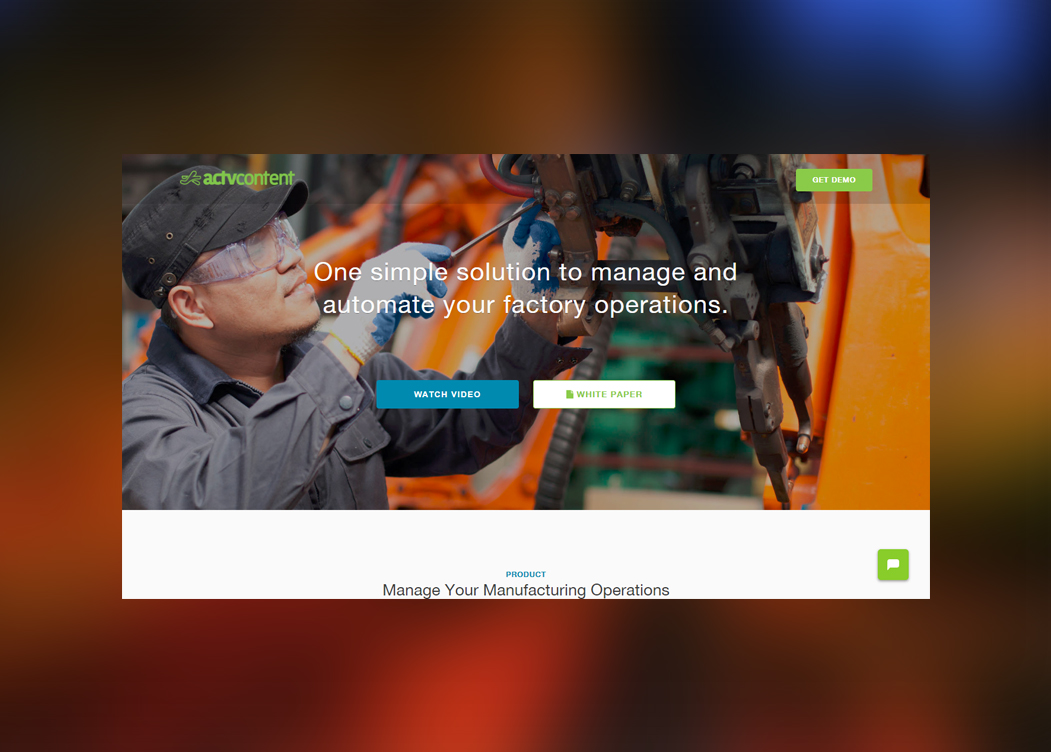 actvcontent
GET DEMO
One simple solution to manage and
automate your factory operations.
WATCH VIDEO
WHITE PAPER
PRODUCT
Manage Your Manufacturing Operations